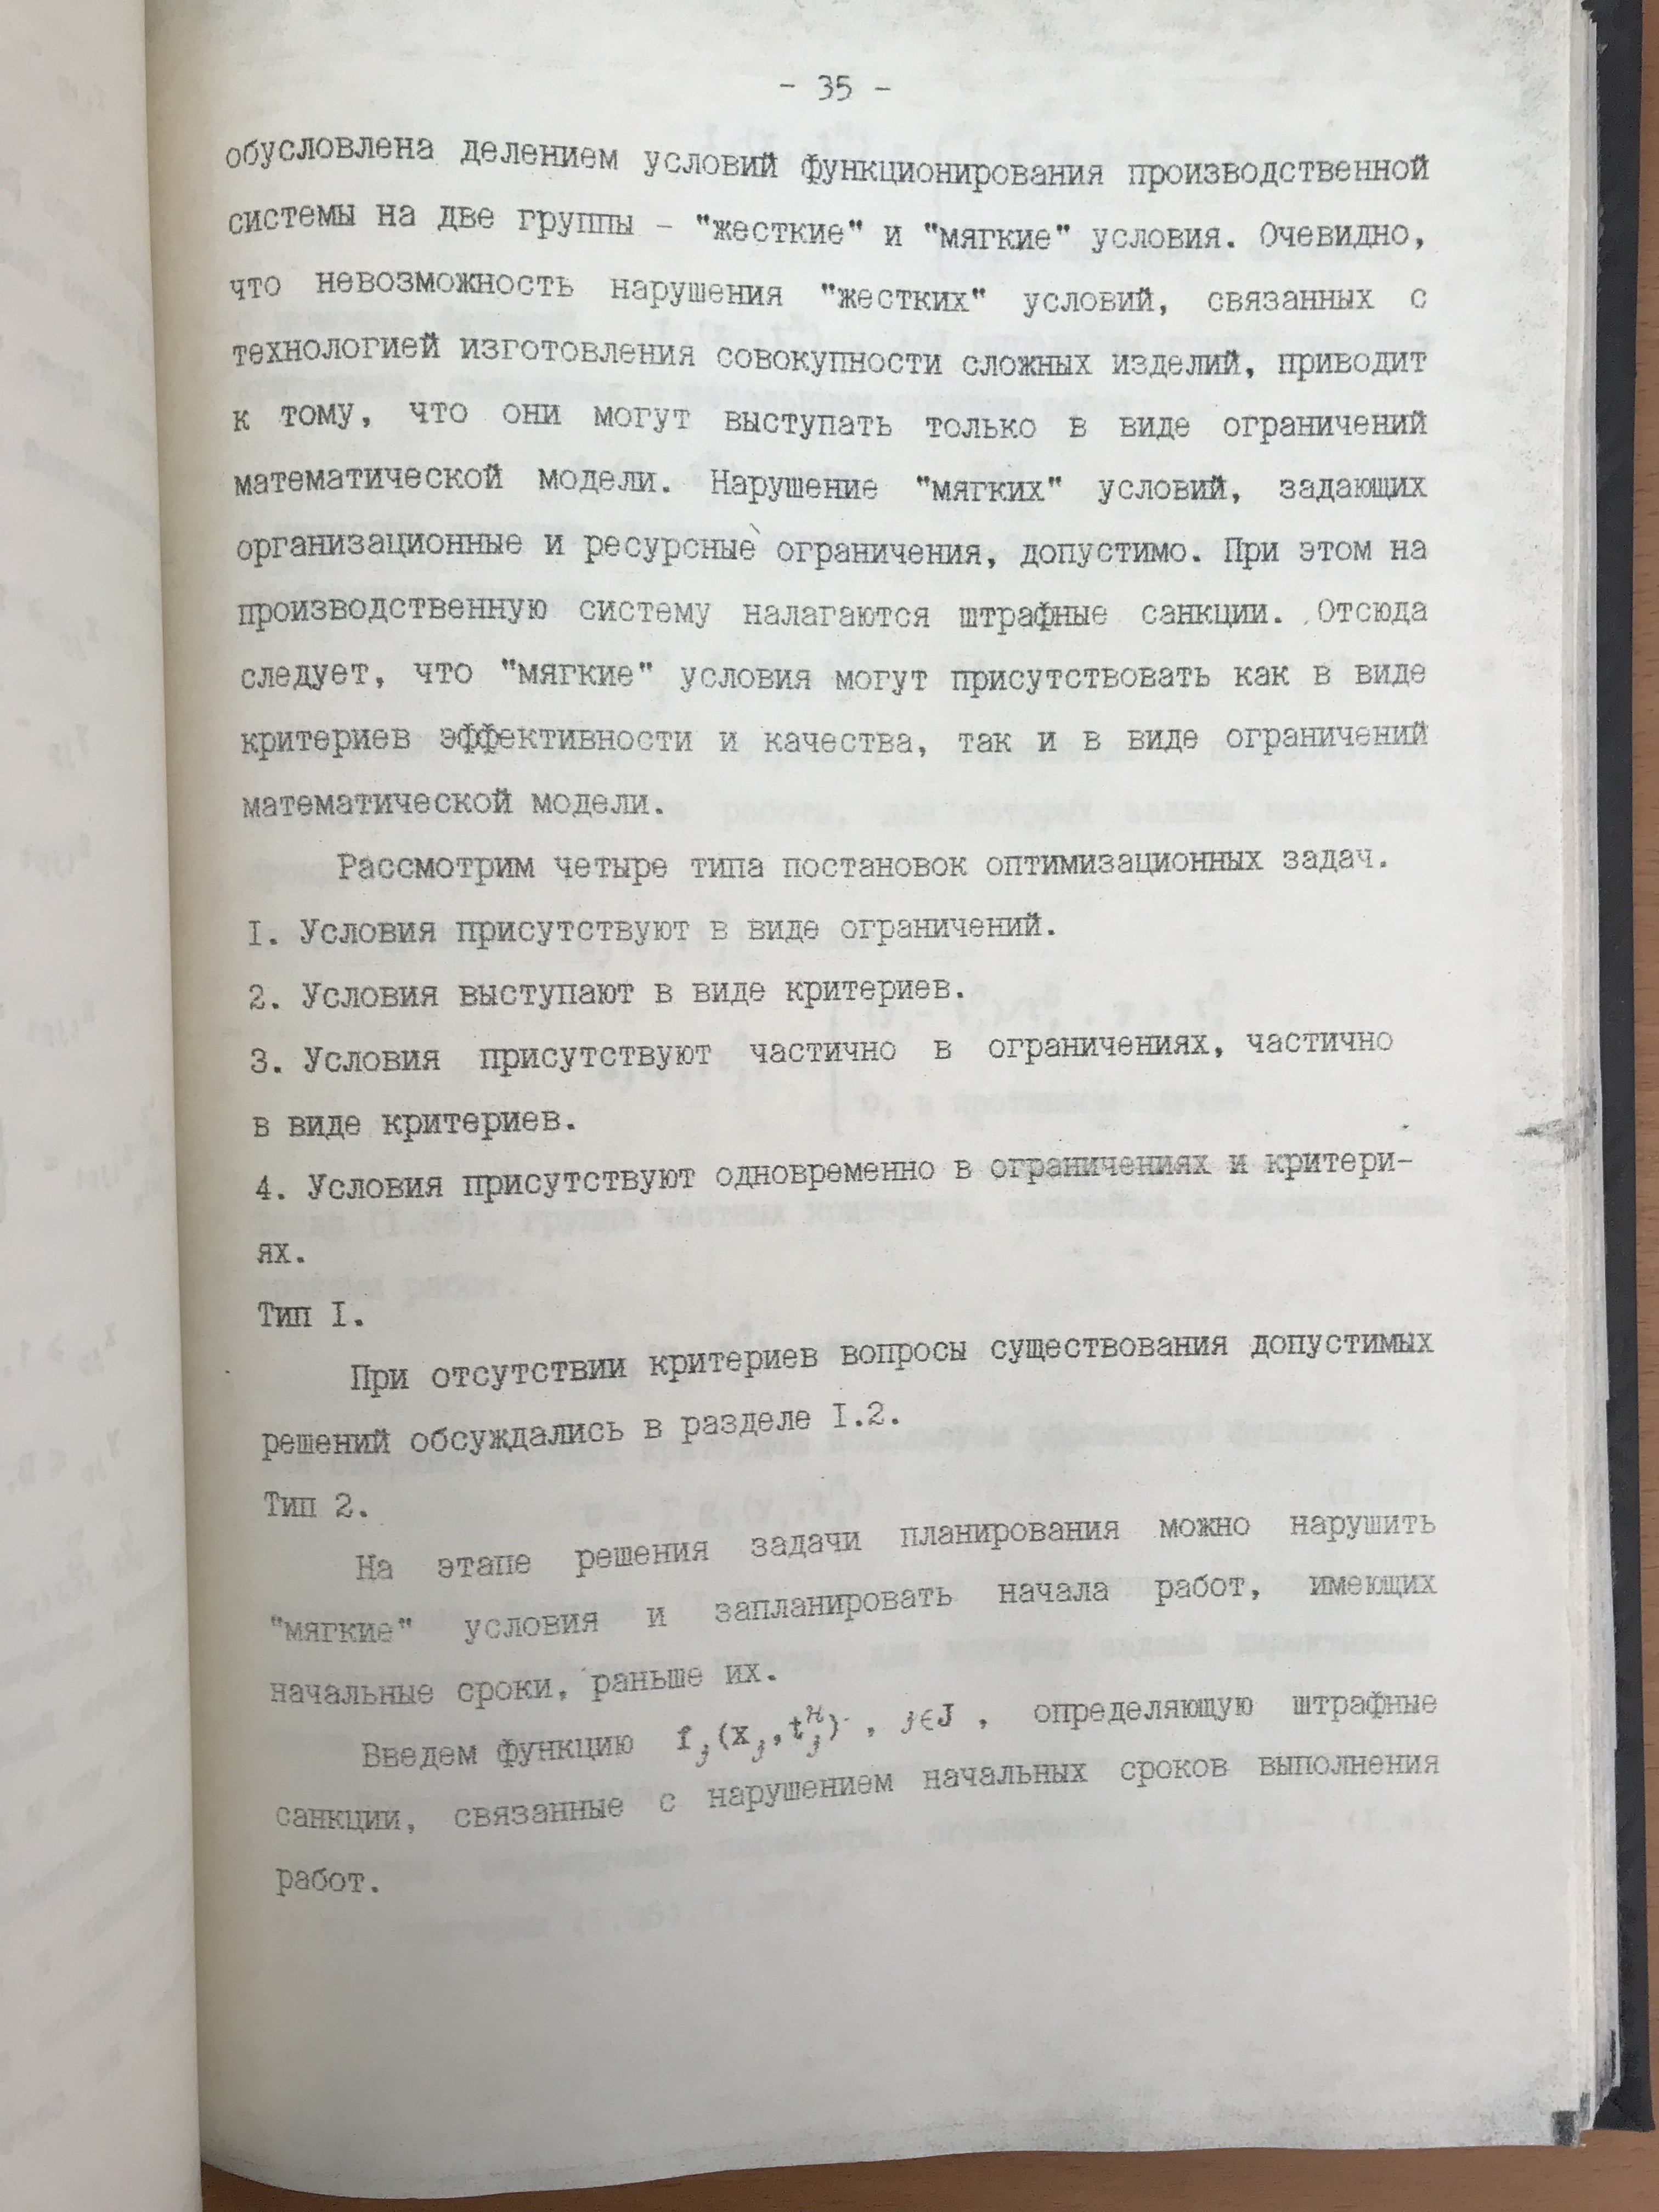 - 35 -
обусловлена делением условий функционирования производственной
системы на две группы - "жесткие" и "мягкие" условия. Очевидно,
что невозможность нарушения "жестких" условий, связанных с
технологией изготовления совокупности сложных изделий, приводит
к тому, что они могут выступать только в виде ограничений
математической модели. Нарушение "мягких" условий, задающих
организационные и ресурсные ограничения, допустимо. При этом на
производственную систему налагаются штрафные санкции. Отсюда
следует, что "мягкие" условия могут присутствовать как в виде
критериев эффективности и качества, так и в виде ограничений
математической модели.
Рассмотрим четыре типа постановок оптимизационных задач.
I. Условия присутствуют в виде ограничений.
2. Условия выступают в виде критериев.
3. Условия присутствуют частично в ограничениях, частично
в виде критериев.
4. Условия присутствуют одновременно в ограничениях и критери-
ях.
Тип I.
При отсутствии критериев вопросы существования допустимых
решений обсуждались в разделе I.2.
Тип 2.
На этапе решения задачи планирования можно нарушить
"мягкие" условия и запланировать начала работ, имеющих
начальные сроки, раньше их.
Введем функцию f_j(x_j,t_j^н), j∈J , определяющую штрафные
санкции, связанные с нарушением начальных сроков выполнения
работ.